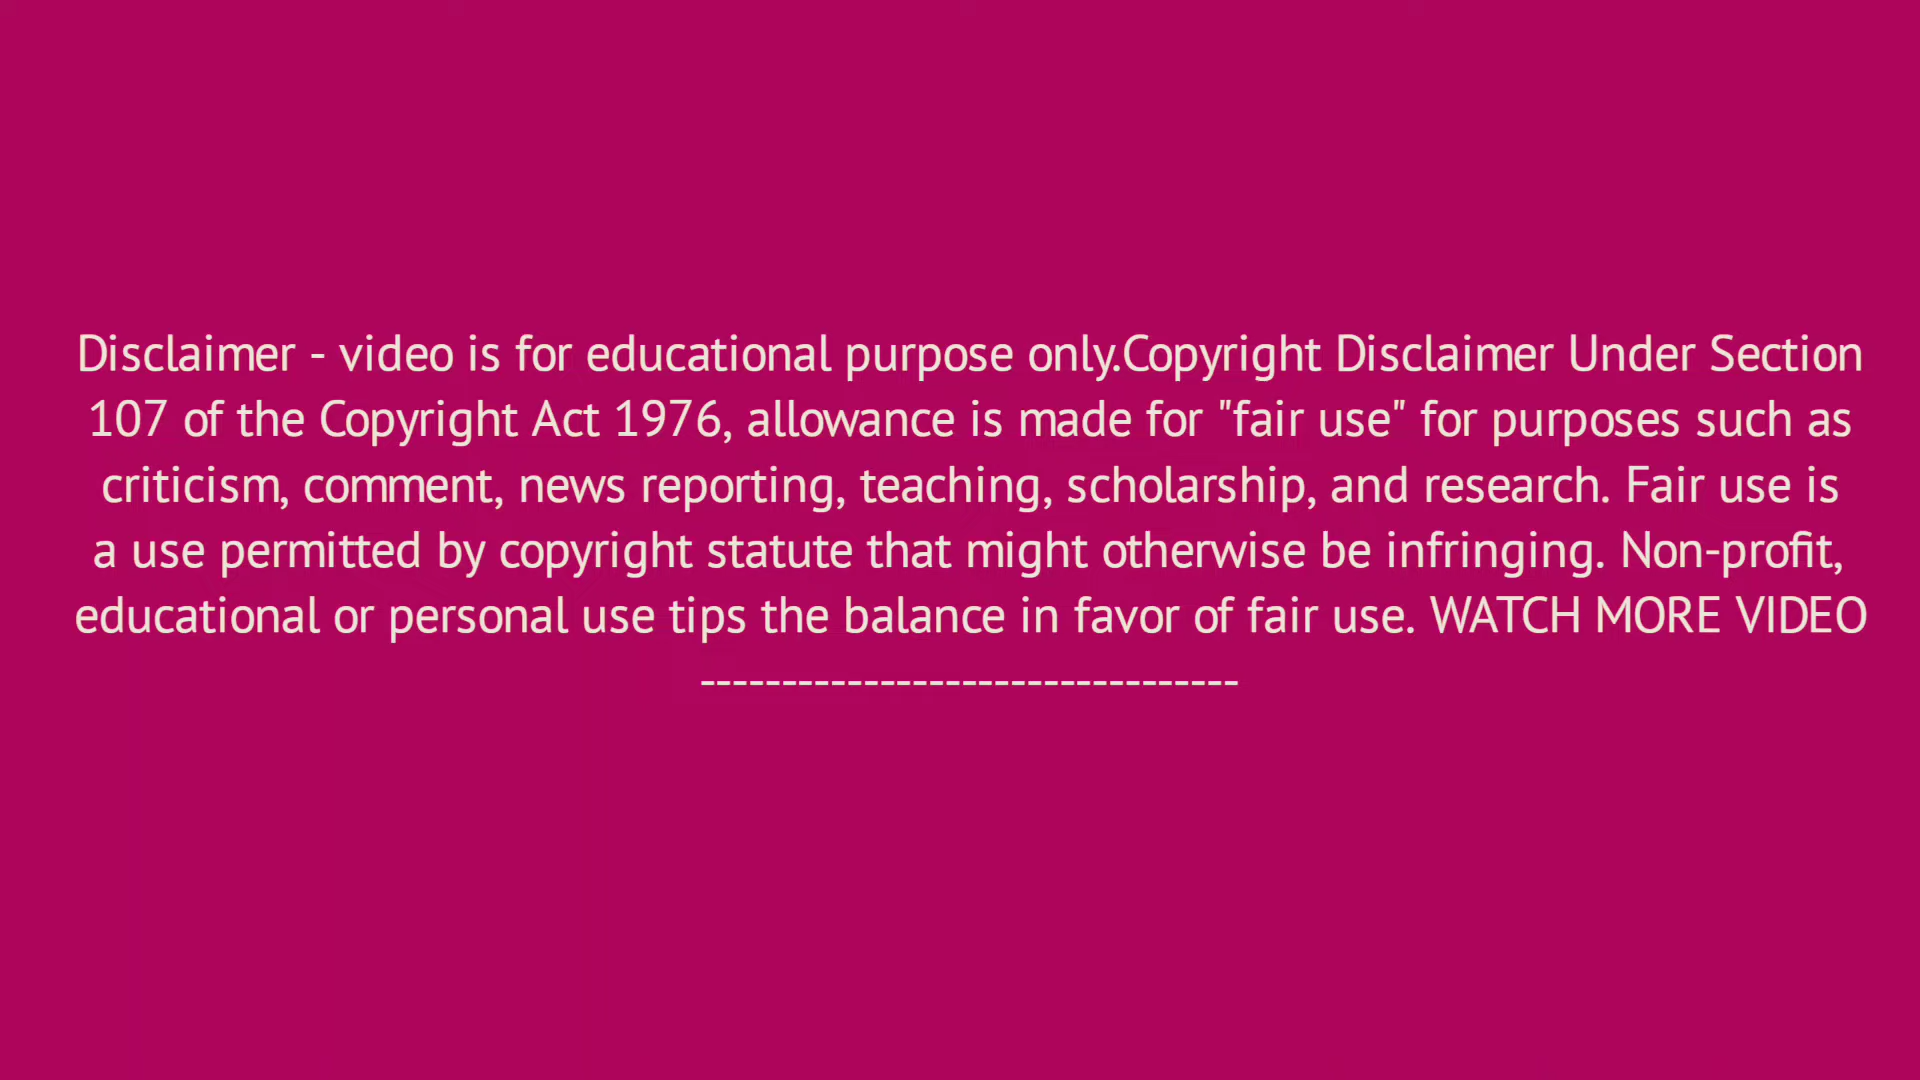 Disclaimer - video is for educational purpose only.Copyright Disclaimer Under Section
107 of the Copyright Act 1976, allowance is made for "fair use" for purposes such as
criticism, comment, news reporting, teaching, scholarship, and research. Fair use is
a use permitted by copyright statute that might otherwise be infringing. Non-profit,
educational or personal use tips the balance in favor of fair use. WATCH MORE VIDEO
---------------------------------